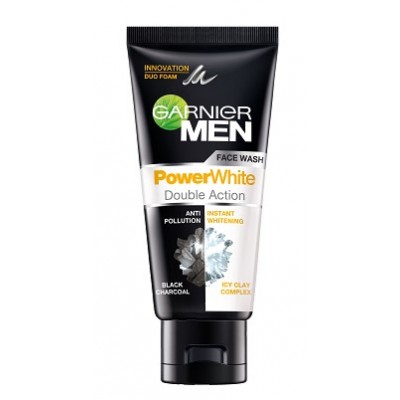 INNOVATION
DUO FOAM
GARNIER
MEN
FACE WASH
PowerWhite
Double Action
ANTI
POLLUTION
INSTANT
WHITENING
BLACK
CHARCOAL
ICY CLAY
COMPLEX